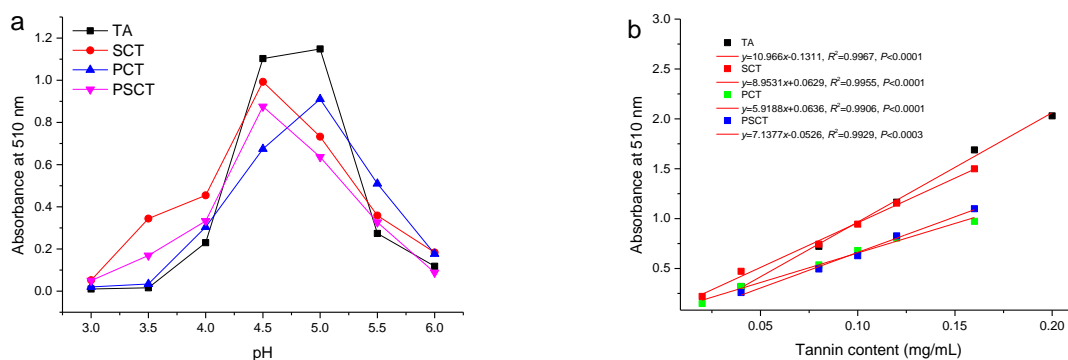 a
TA
SCT
PCT
PSCT
1.2
1.0
0.8
0.6
0.4
0.2
0.0
Absorbance at 510 nm
3.0 3.5 4.0 4.5 5.0 5.5 6.0
pH
b
TA
y=10.966x-0.1311, R²=0.9967, P<0.0001
SCT
y=8.9531x+0.0629, R²=0.9955, P<0.0001
PCT
y=5.9188x+0.0636, R²=0.9906, P<0.0001
PSCT
y=7.1377x-0.0526, R²=0.9929, P<0.0003
3.0
2.5
2.0
1.5
1.0
0.5
Absorbance at 510 nm
0.05 0.10 0.15 0.20
Tannin content (mg/mL)